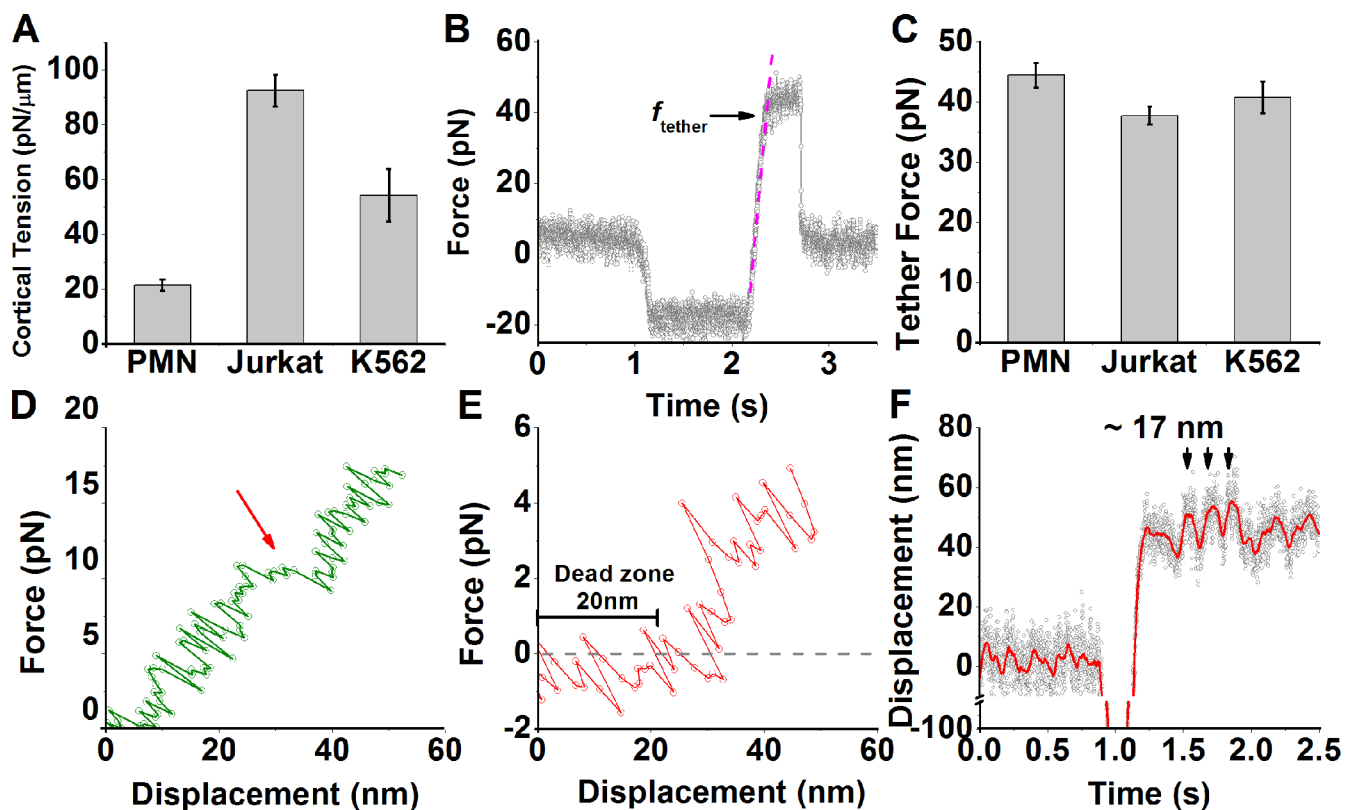 A
Cortical Tension (pN/μm)
100
80
60
40
20
0
PMN Jurkat K562
B
Force (pN)
60
40
20
0
-20
f tether
0 1 2 3
Time (s)
C
Tether Force (pN)
50
40
30
20
10
0
PMN Jurkat K562
D
Force (pN)
20
15
10
5
0
0 20 40 60
Displacement (nm)
E
Force (pN)
6
4
2
0
-2
Dead zone
20nm
0 20 40 60
Displacement (nm)
F
Displacement (nm)
80
60
40
20
0
-100
~ 17 nm
0.0 0.5 1.0 1.5 2.0 2.5
Time (s)